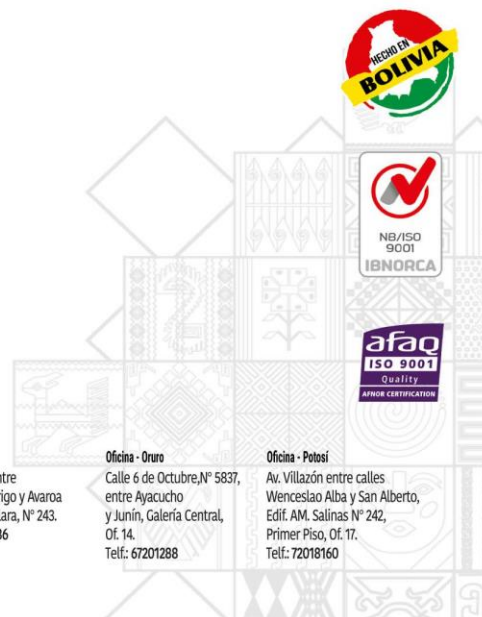 HECHO EN
BOLIVIA
NB/ISO
9001
IBNORCA
afaq
ISO 9001
Quality
AFNOR CERTIFICATION
y Avaroa
N° 243.
Oficina - Oruro
Calle 6 de Octubre,N° 5837,
entre Ayacucho
y Junín, Galería Central,
Of. 14.
Telf.: 67201288
Oficina - Potosí
Av. Villazón entre calles
Wenceslao Alba y San Alberto,
Edif. AM. Salinas N° 242,
Primer Piso, Of. 17.
Telf.: 72018160